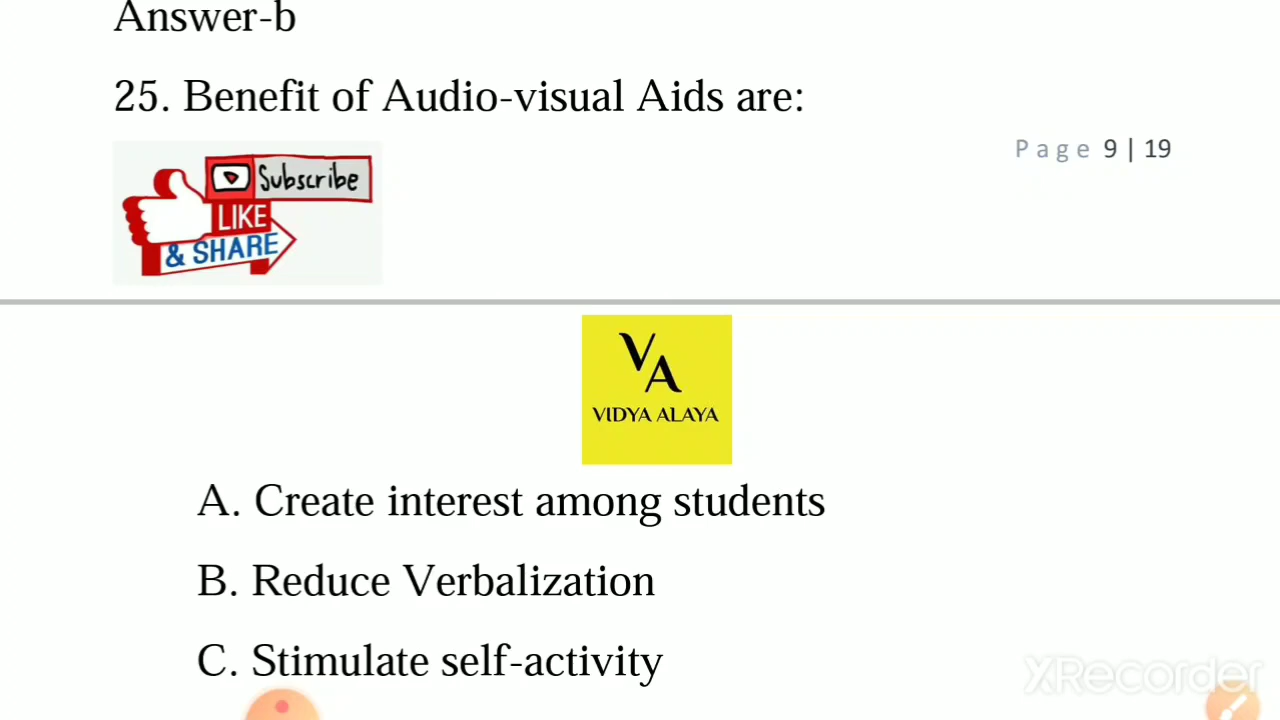 Answer-b
25. Benefit of Audio-visual Aids are:
Page 9 | 19
Subscribe
LIKE
& SHARE
VA
VIDYA ALAYA
A. Create interest among students
B. Reduce Verbalization
C. Stimulate self-activity
XRecorder